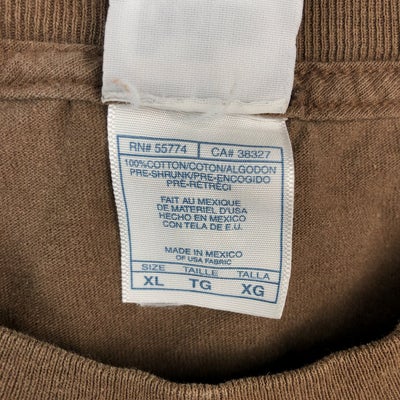 RN# 55774 CA# 38327
100% COTTON/COTON/ALGODON
PRE-SHRUNK/PRE-ENCOGIDO
PRÉ-RÉTRÉCI
FAIT AU MEXIQUE
DE MATERIEL D'USA
HECHO EN MEXICO
CON TELA DE E.U.
MADE IN MEXICO
OF USA FABRIC
SIZE TAILLE TALLA
XL TG XG